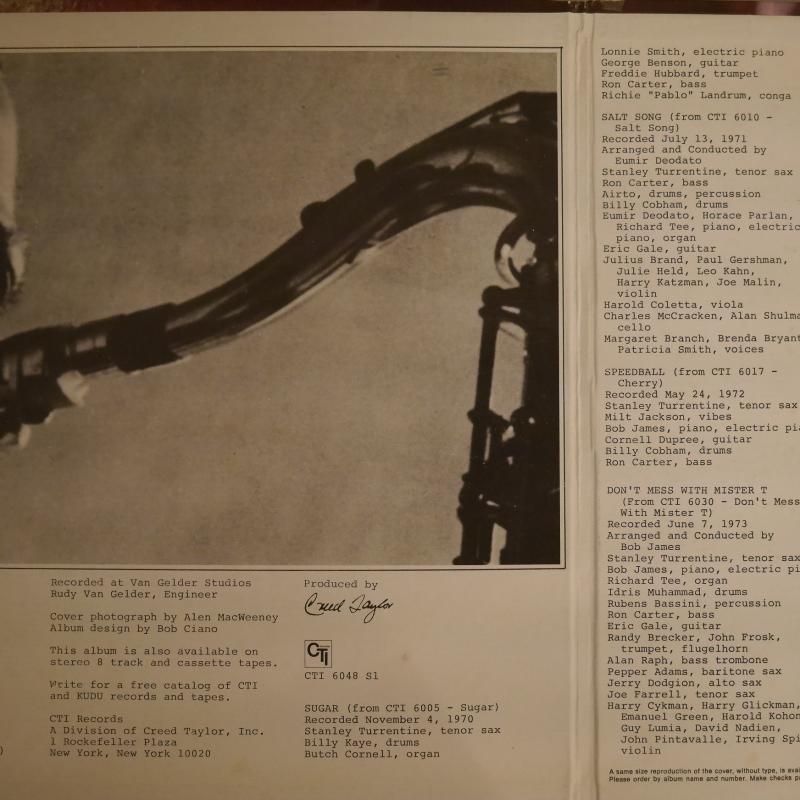 Recorded at Van Gelder Studios
Rudy Van Gelder, Engineer
Cover photograph by Alen MacWeeney
Album design by Bob Ciano
This album is also available on
stereo 8 track and cassette tapes.
Write for a free catalog of CTI
and KUDU records and tapes.
CTI Records
A Division of Creed Taylor, Inc.
1 Rockefeller Plaza
New York, New York 10020
)
Produced by
Creed Taylor
CTI
CTI 6048 S1
SUGAR (from CTI 6005 - Sugar)
Recorded November 4, 1970
Stanley Turrentine, tenor sax
Billy Kaye, drums
Butch Cornell, organ
Lonnie Smith, electric piano
George Benson, guitar
Freddie Hubbard, trumpet
Ron Carter, bass
Richie "Pablo" Landrum, conga
SALT SONG (from CTI 6010 -
Salt Song)
Recorded July 13, 1971
Arranged and Conducted by
Eumir Deodato
Stanley Turrentine, tenor sax
Ron Carter, bass
Airto, drums, percussion
Billy Cobham, drums
Eumir Deodato, Horace Parlan,
Richard Tee, piano, electric
piano, organ
Eric Gale, guitar
Julius Brand, Paul Gershman,
Julie Held, Leo Kahn,
Harry Katzman, Joe Malin,
violin
Harold Coletta, viola
Charles McCracken, Alan Shulma
cello
Margaret Branch, Brenda Bryant
Patricia Smith, voices
SPEEDBALL (from CTI 6017 -
Cherry)
Recorded May 24, 1972
Stanley Turrentine, tenor sax
Milt Jackson, vibes
Bob James, piano, electric pia
Cornell Dupree, guitar
Billy Cobham, drums
Ron Carter, bass
DON'T MESS WITH MISTER T
(From CTI 6030 - Don't Mess
With Mister T)
Recorded June 7, 1973
Arranged and Conducted by
Bob James
Stanley Turrentine, tenor sax
Bob James, piano, electric pi
Richard Tee, organ
Idris Muhammad, drums
Rubens Bassini, percussion
Ron Carter, bass
Eric Gale, guitar
Randy Brecker, John Frosk,
trumpet, flugelhorn
Alan Raph, bass trombone
Pepper Adams, baritone sax
Jerry Dodgion, alto sax
Joe Farrell, tenor sax
Harry Cykman, Harry Glickman,
Emanuel Green, Harold Kohon
Guy Lumia, David Nadien,
John Pintavalle, Irving Spi
violin
A same size reproduction of the cover, without type, is avai
Please order by album name and number. Make checks p